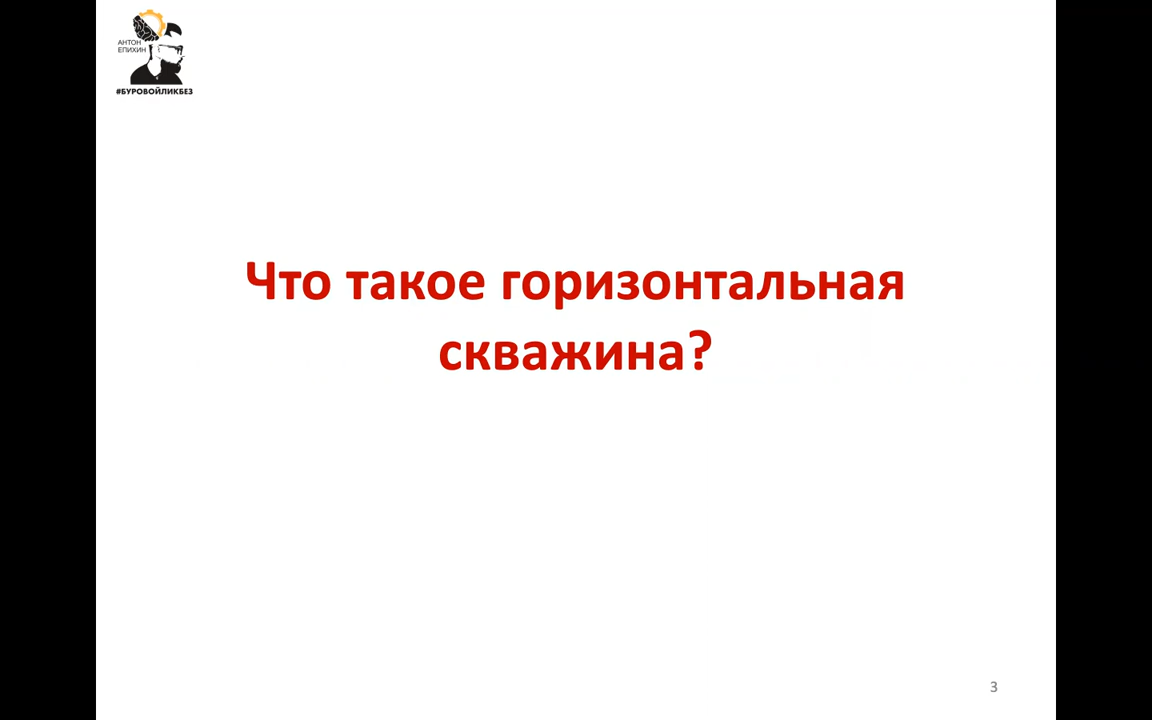 АНТОН
ЕПИХИН
#БУРОВОЙЛИКБЕЗ
Что такое горизонтальная
скважина?
3